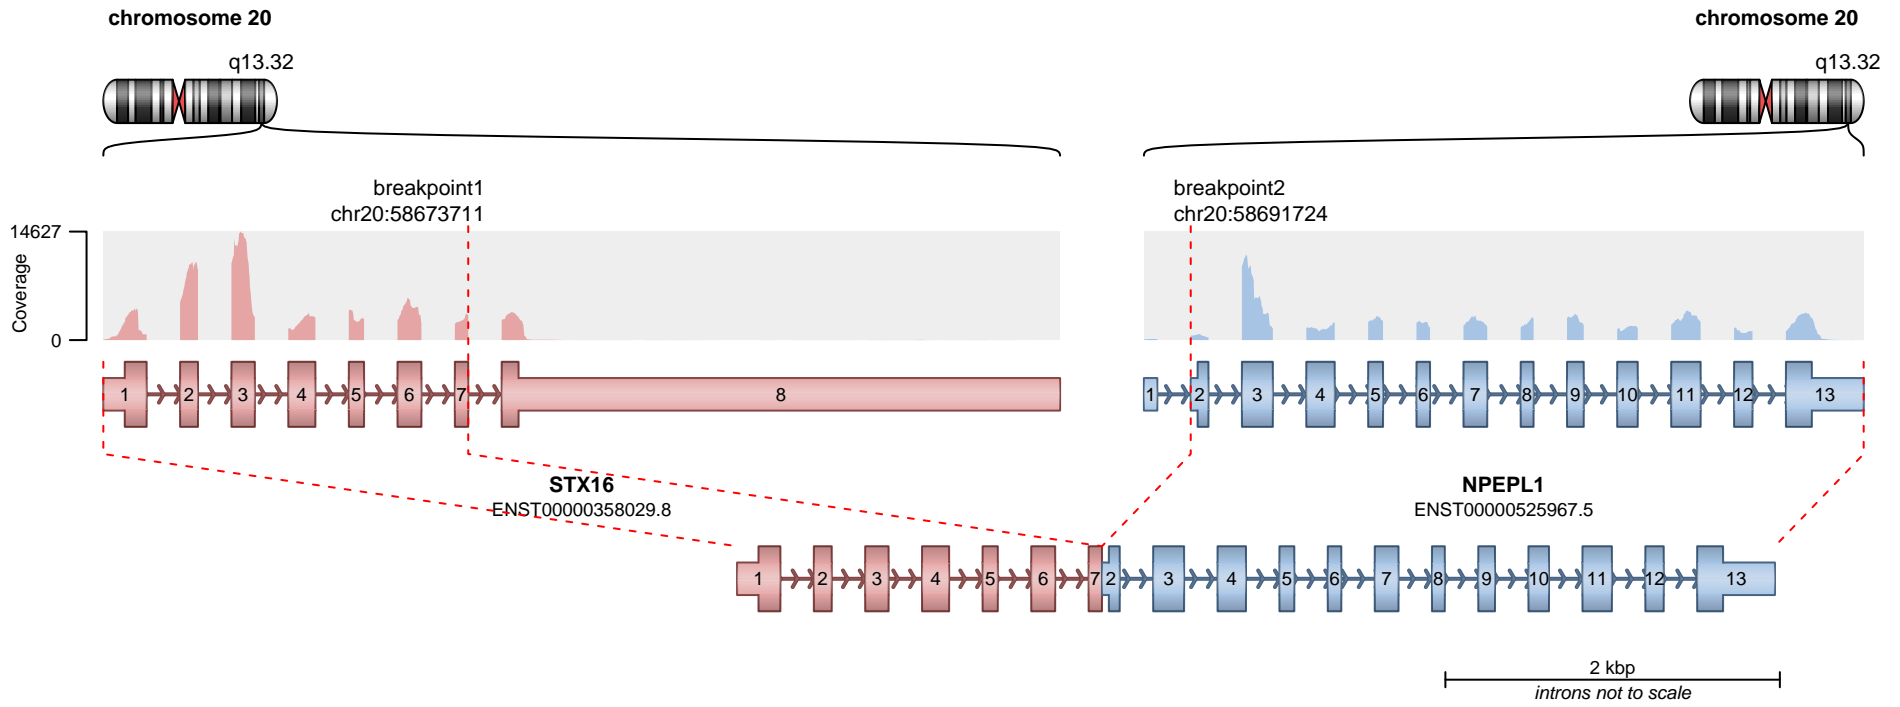 chromosome 20
chromosome 20
q13.32
q13.32
breakpoint1
chr20:58673711
breakpoint2
chr20:58691724
14627
Coverage
0
1 2 3 4 5 6 7 8
1 2 3 4 5 6 7 8 9 10 11 12 13
STX16
ENST00000358029.8
NPEPL1
ENST00000525967.5
1 2 3 4 5 6 7 2 3 4 5 6 7 8 9 10 11 12 13
2 kbp
introns not to scale